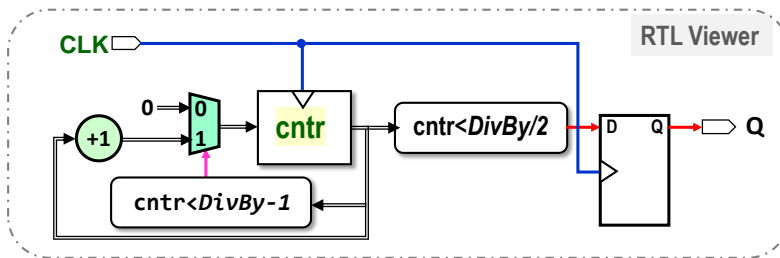 RTL Viewer
CLK
0
0
1
+1
cntr
cntr<DivBy/2
D
Q
Q
cntr<DivBy-1